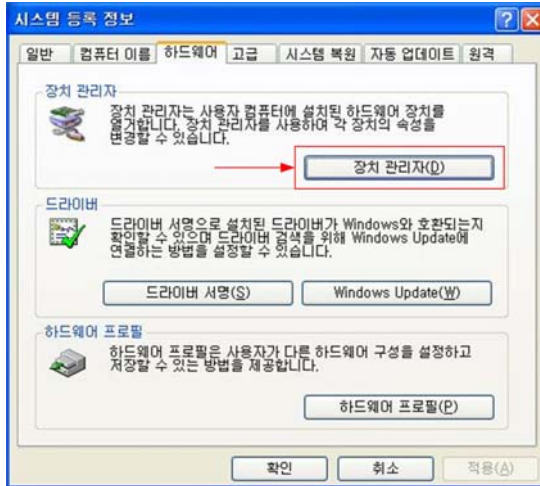 시스템 등록 정보
일반 컴퓨터 이름 하드웨어 고급 시스템 복원 자동 업데이트 원격
장치 관리자
장치 관리자는 사용자 컴퓨터에 설치된 하드웨어 장치를
열거합니다. 장치 관리자를 사용하여 각 장치의 속성을
변경할 수 있습니다.
장치 관리자(D)
드라이버
드라이버 서명으로 설치된 드라이버가 Windows와 호환되는지
확인할 수 있으며 드라이버 검색을 위해 Windows Update에
연결하는 방법을 설정할 수 있습니다.
드라이버 서명(S) Windows Update(W)
하드웨어 프로필
하드웨어 프로필은 사용자가 다른 하드웨어 구성을 설정하고
저장할 수 있는 방법을 제공합니다.
하드웨어 프로필(P)
확인 취소 적용(A)